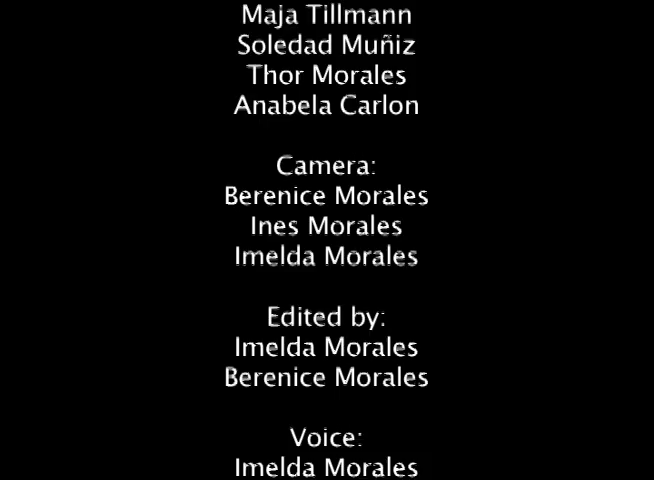 Maja Tillmann
Soledad Muñiz
Thor Morales
Anabela Carlon
Camera:
Berenice Morales
Ines Morales
Imelda Morales
Edited by:
Imelda Morales
Berenice Morales
Voice:
Imelda Morales